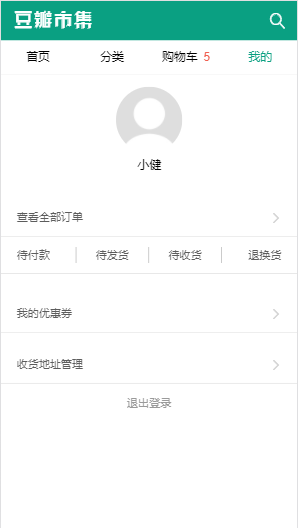 豆瓣市集
首页 分类 购物车 5 我的
小健
查看全部订单
待付款 待发货 待收货 退换货
我的优惠券
收货地址管理
退出登录